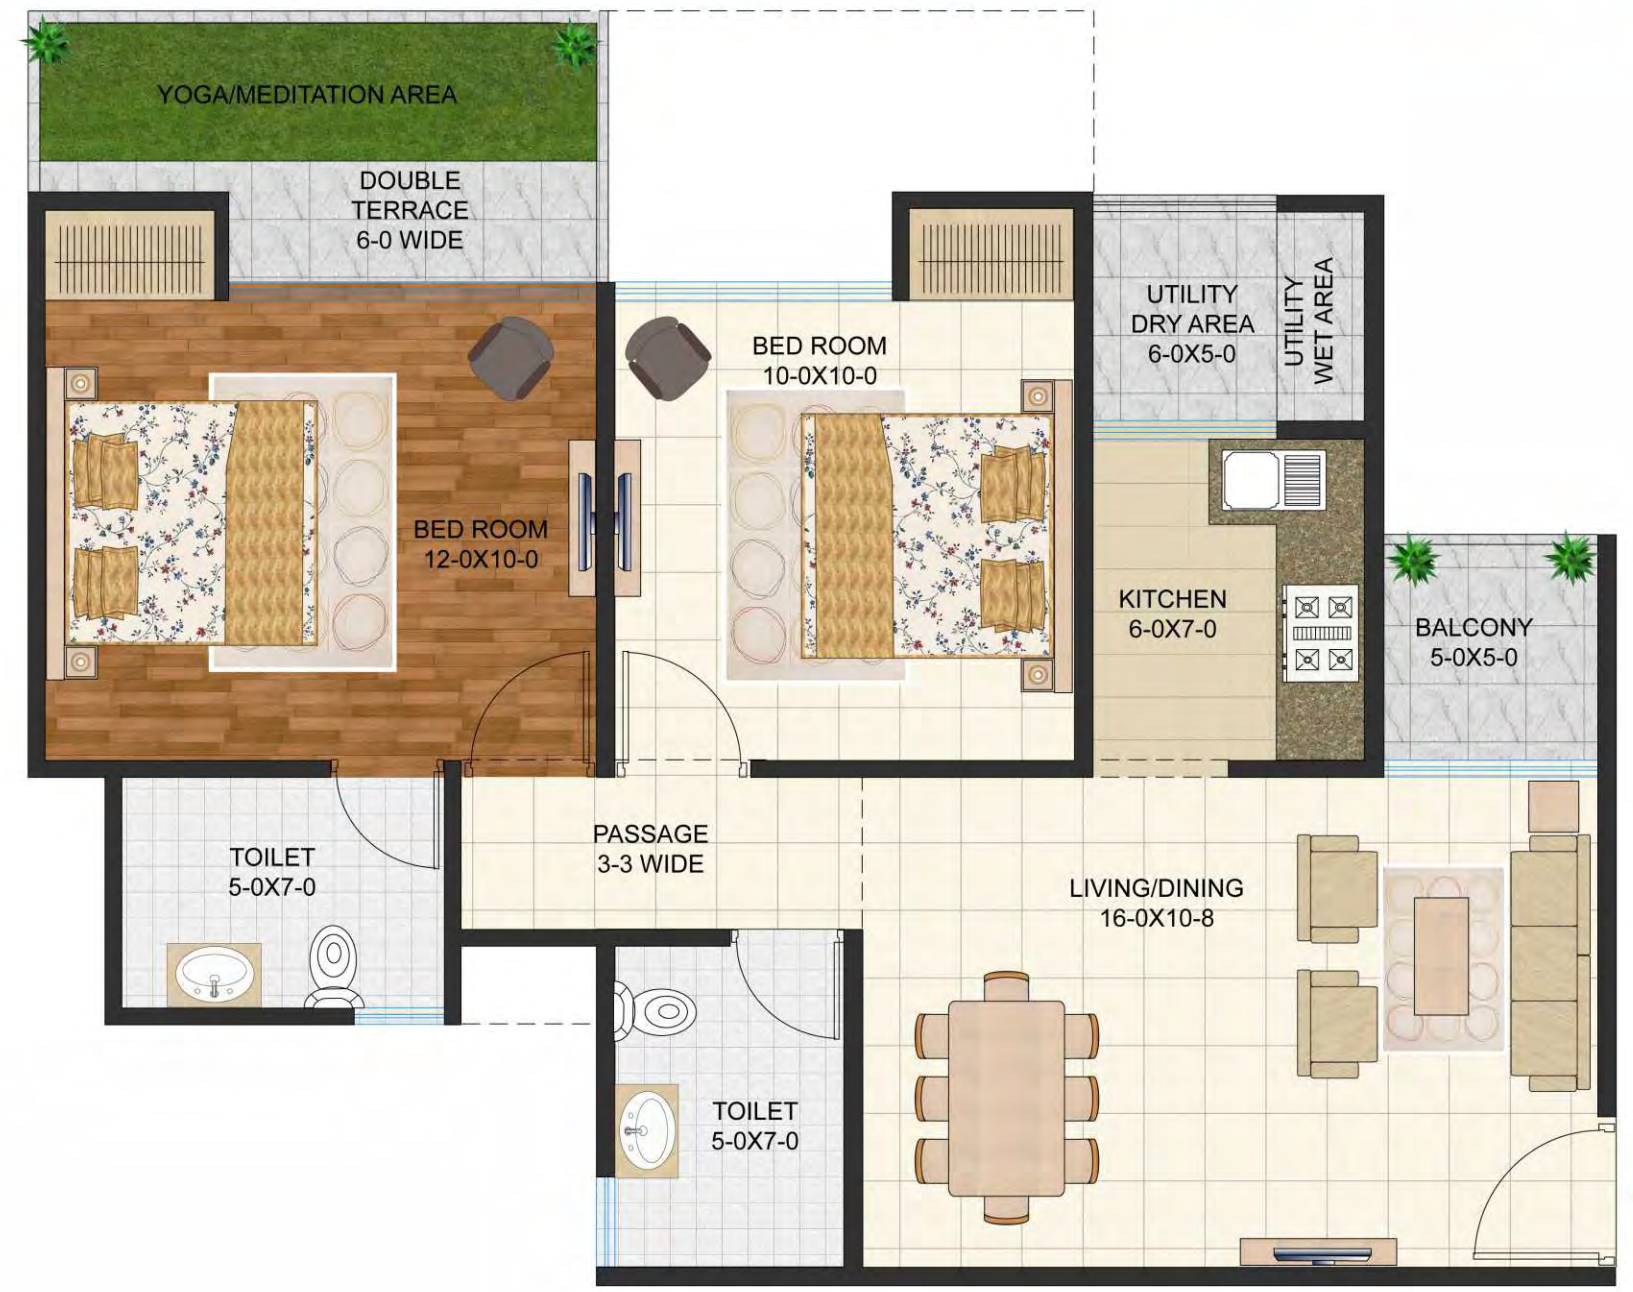 YOGA/MEDITATION AREA
DOUBLE
TERRACE
6-0 WIDE
BED ROOM
12-0X10-0
BED ROOM
10-0X10-0
UTILITY
DRY AREA
6-0X5-0
UTILITY
WET AREA
KITCHEN
6-0X7-0
BALCONY
5-0X5-0
TOILET
5-0X7-0
PASSAGE
3-3 WIDE
LIVING/DINING
16-0X10-8
TOILET
5-0X7-0